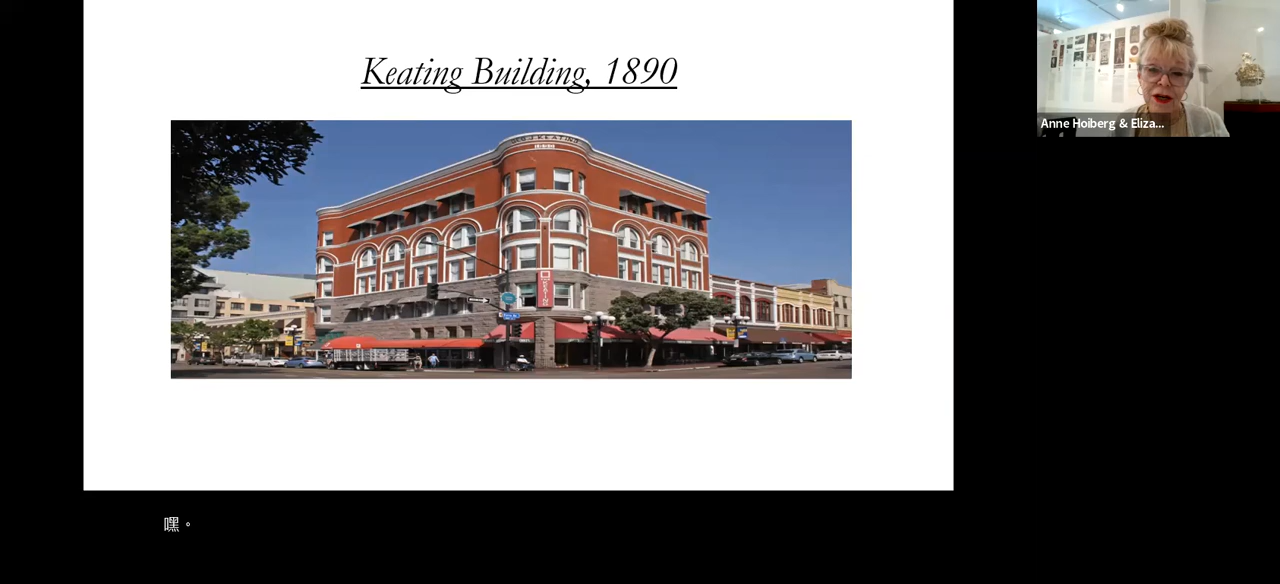 Keating Building, 1890
Anne Hoiberg & Eliza...
嘿。